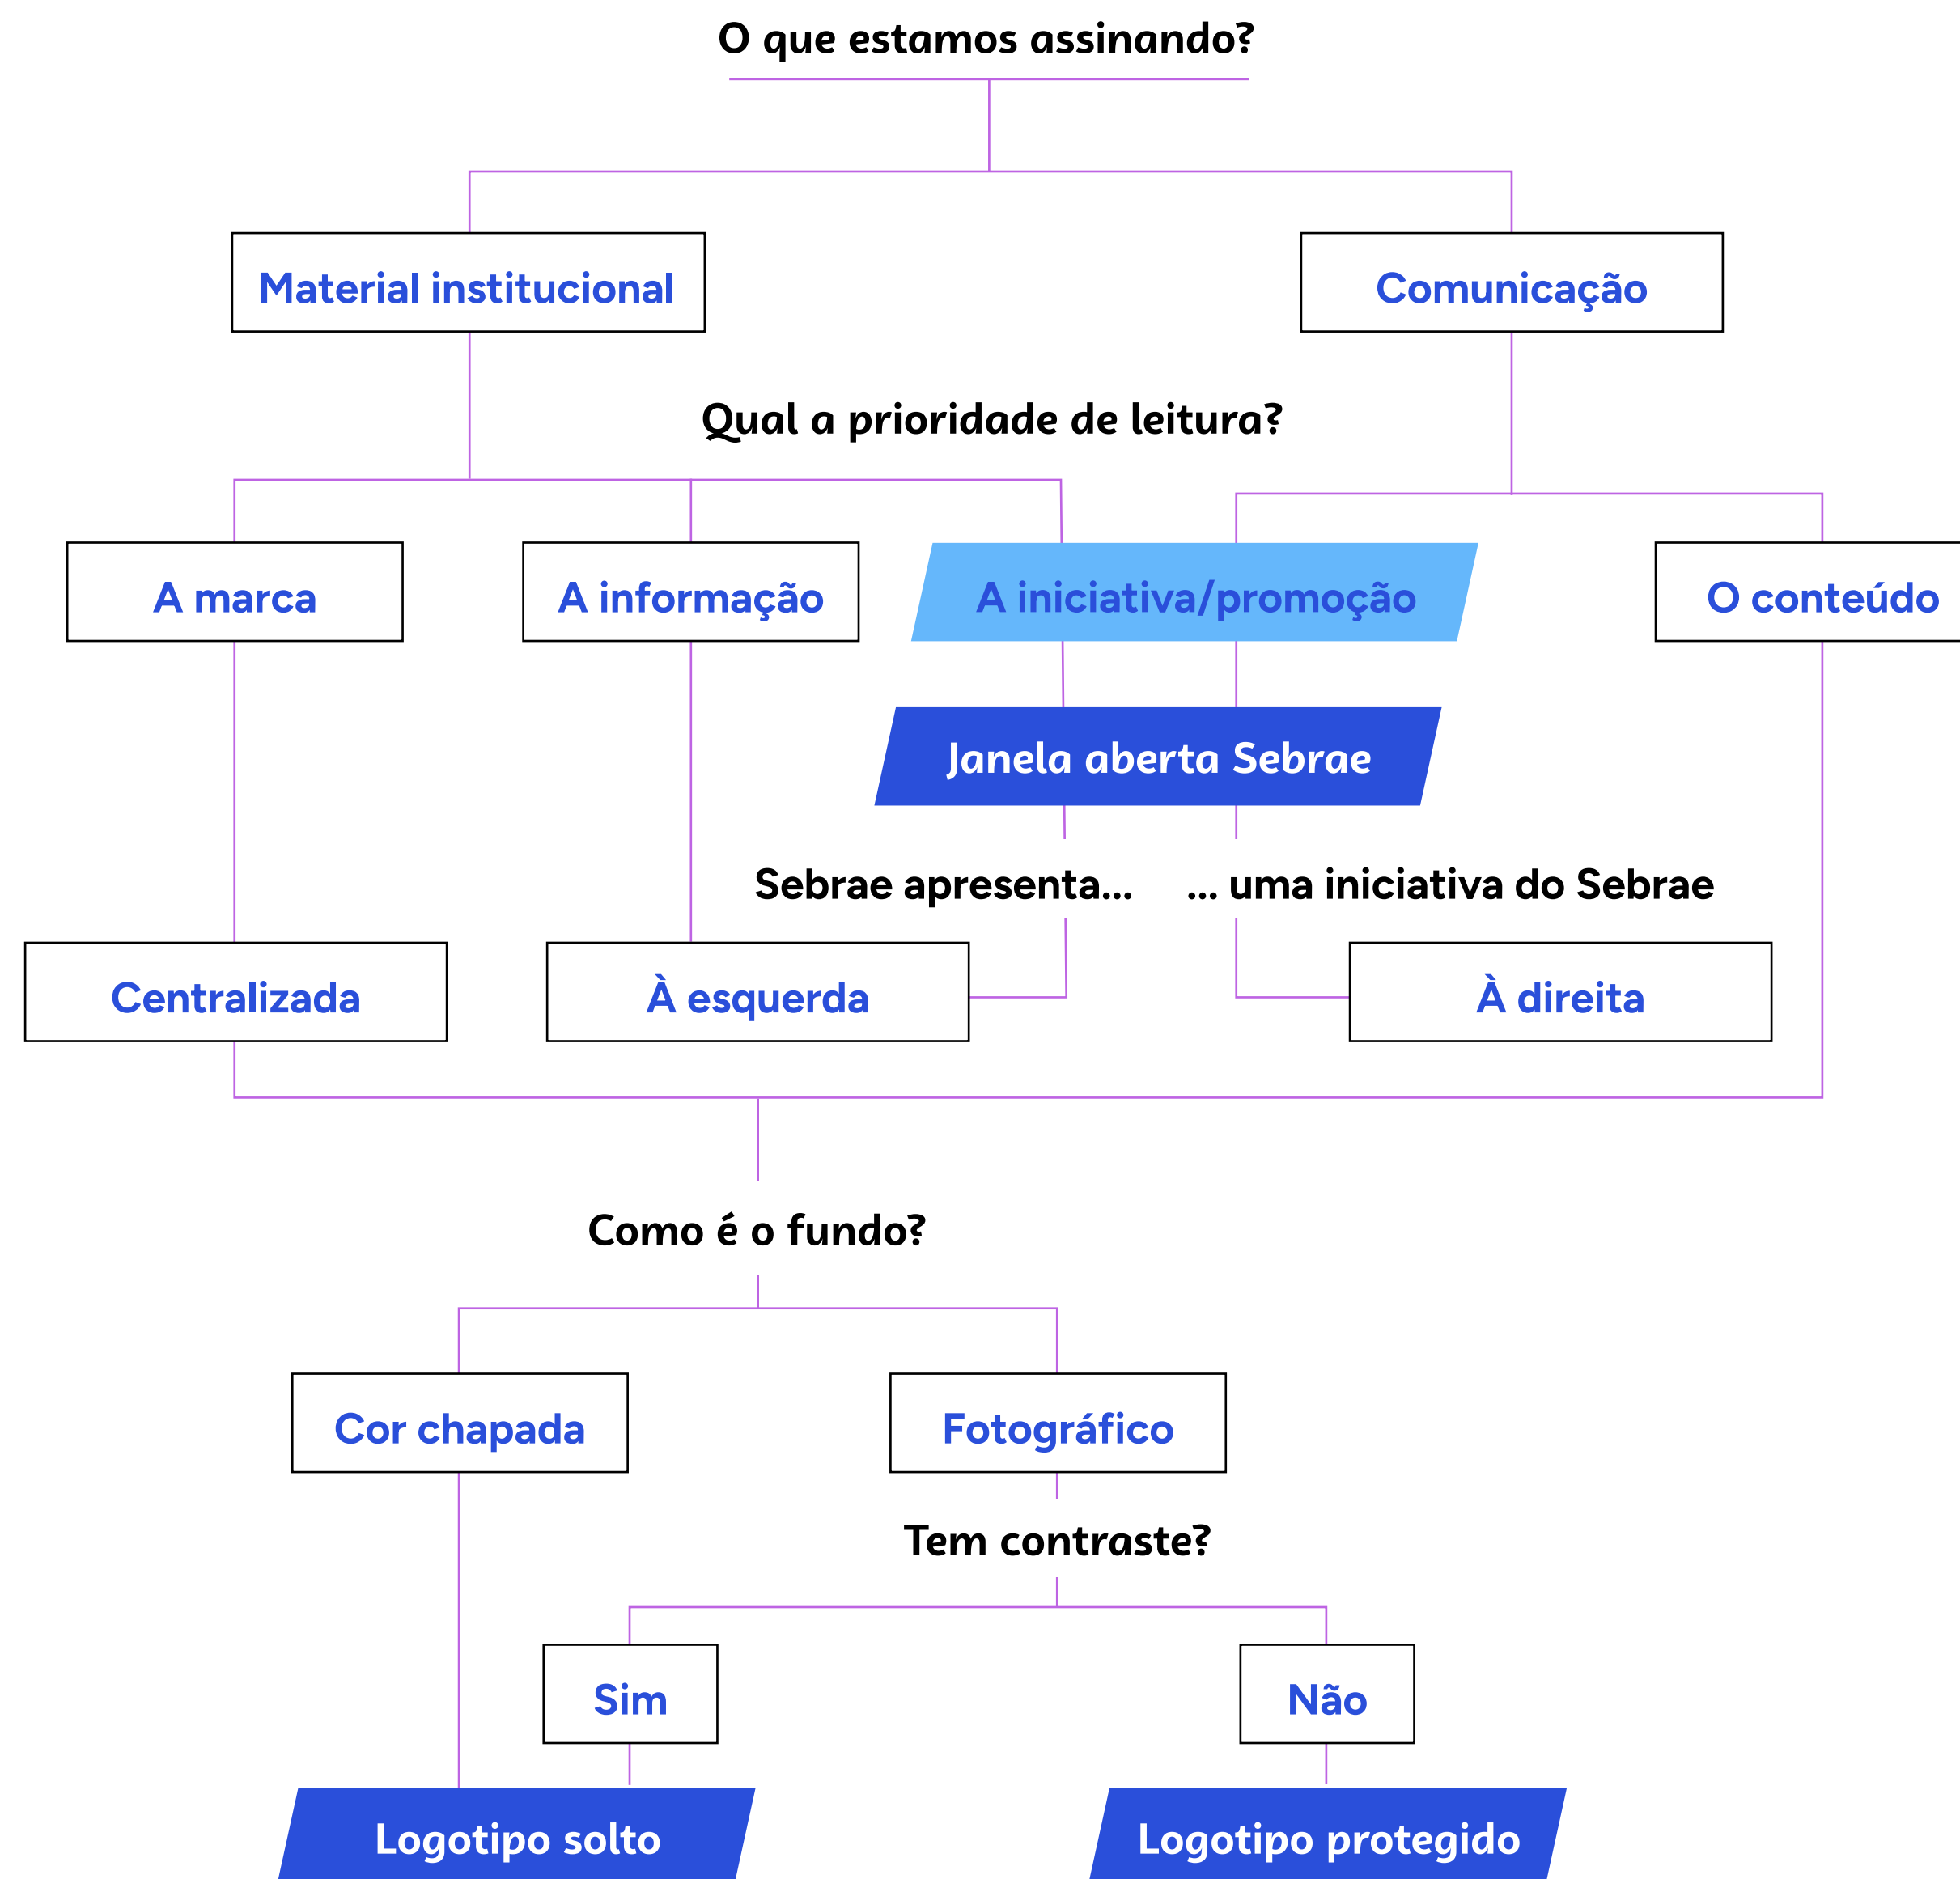 O que estamos assinando?
Material institucional
Comunicação
Qual a prioridade de leitura?
A marca
A informação
A iniciativa/promoção
O conteúdo
Janela aberta Sebrae
Sebrae apresenta...
... uma iniciativa do Sebrae
Centralizada
À esqueda
À direita
Como é o fundo?
Cor chapada
Fotográfico
Tem contraste?
Sim
Não
Logotipo solto
Logotipo protegido